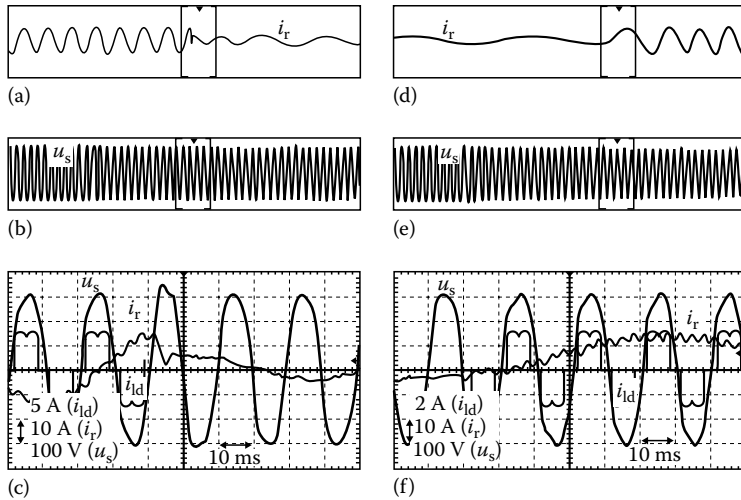 i_r
(a)
u_s
(b)
u_s
i_r
i_ld
5 A (i_ld)
10 A (i_r)
100 V (u_s)
10 ms
(c)
i_r
(d)
u_s
(e)
u_s
i_r
i_ld
2 A (i_ld)
10 A (i_r)
100 V (u_s)
10 ms
(f)